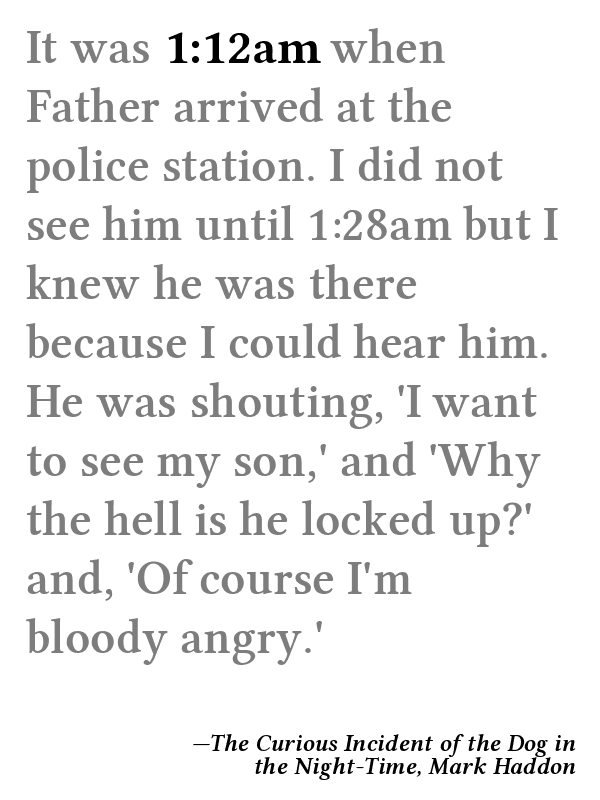 It was 1:12am when
Father arrived at the
police station. I did not
see him until 1:28am but I
knew he was there
because I could hear him.
He was shouting, 'I want
to see my son,' and 'Why
the hell is he locked up?'
and, 'Of course I'm
bloody angry.'
—The Curious Incident of the Dog in
the Night-Time, Mark Haddon